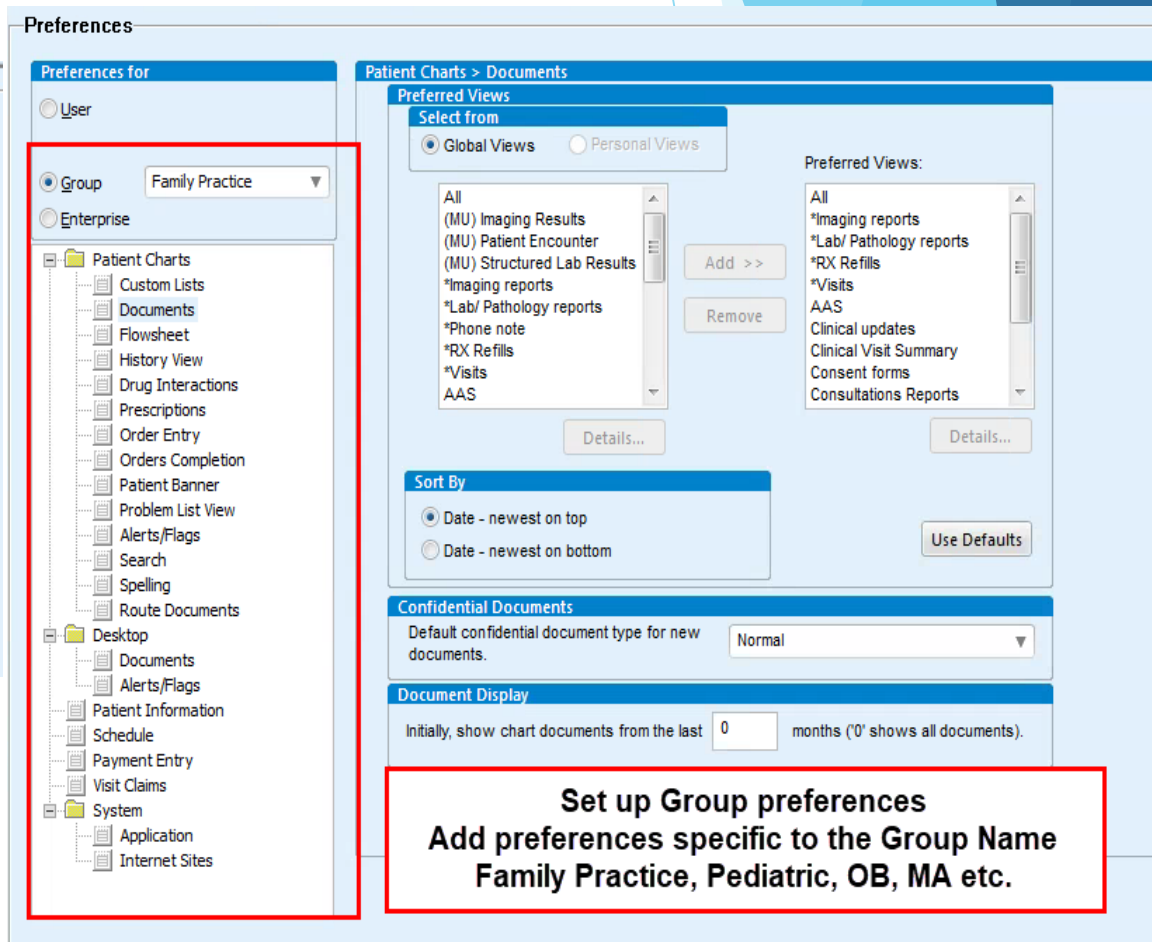 Preferences
Preferences for
User
Group
Family Practice
Enterprise
Patient Charts
Custom Lists
Documents
Flowsheet
History View
Drug Interactions
Prescriptions
Order Entry
Orders Completion
Patient Banner
Problem List View
Alerts/Flags
Search
Spelling
Route Documents
Desktop
Documents
Alerts/Flags
Patient Information
Schedule
Payment Entry
Visit Claims
System
Application
Internet Sites
Patient Charts > Documents
Preferred Views
Select from
Global Views
Personal Views
All
(MU) Imaging Results
(MU) Patient Encounter
(MU) Structured Lab Results
*Imaging reports
*Lab/ Pathology reports
*Phone note
*RX Refills
*Visits
AAS
Details...
Add >>
Remove
Preferred Views:
All
*Imaging reports
*Lab/ Pathology reports
*RX Refills
*Visits
AAS
Clinical updates
Clinical Visit Summary
Consent forms
Consultations Reports
Details...
Sort By
Date - newest on top
Date - newest on bottom
Use Defaults
Confidential Documents
Default confidential document type for new
documents.
Normal
Document Display
Initially, show chart documents from the last 0 months ('0' shows all documents).
Set up Group preferences
Add preferences specific to the Group Name
Family Practice, Pediatric, OB, MA etc.